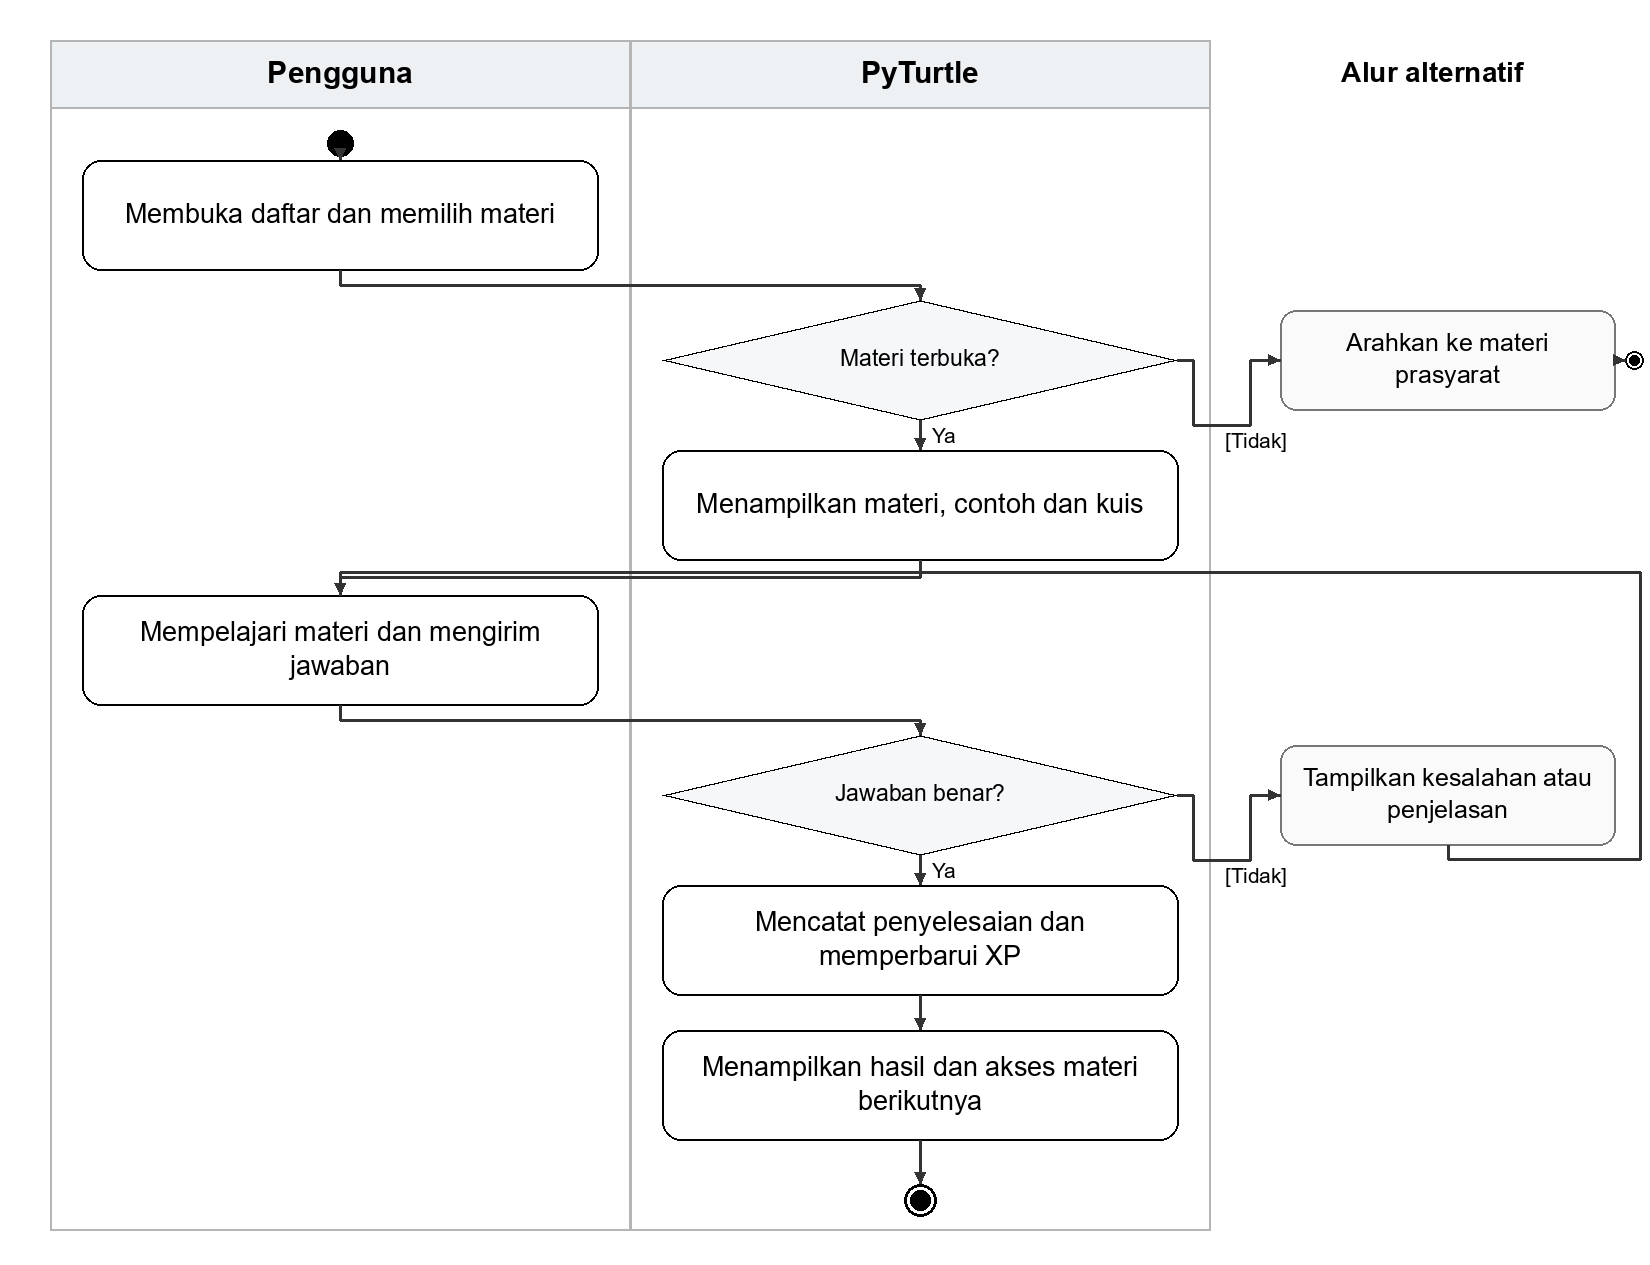 Pengguna
PyTurtle
Alur alternatif
Membuka daftar dan memilih materi
Materi terbuka?
Arahkan ke materi
prasyarat
Ya
[Tidak]
Menampilkan materi, contoh dan kuis
Mempelajari materi dan mengirim
jawaban
Jawaban benar?
Tampilkan kesalahan atau
penjelasan
Ya
[Tidak]
Mencatat penyelesaian dan
memperbarui XP
Menampilkan hasil dan akses materi
berikutnya